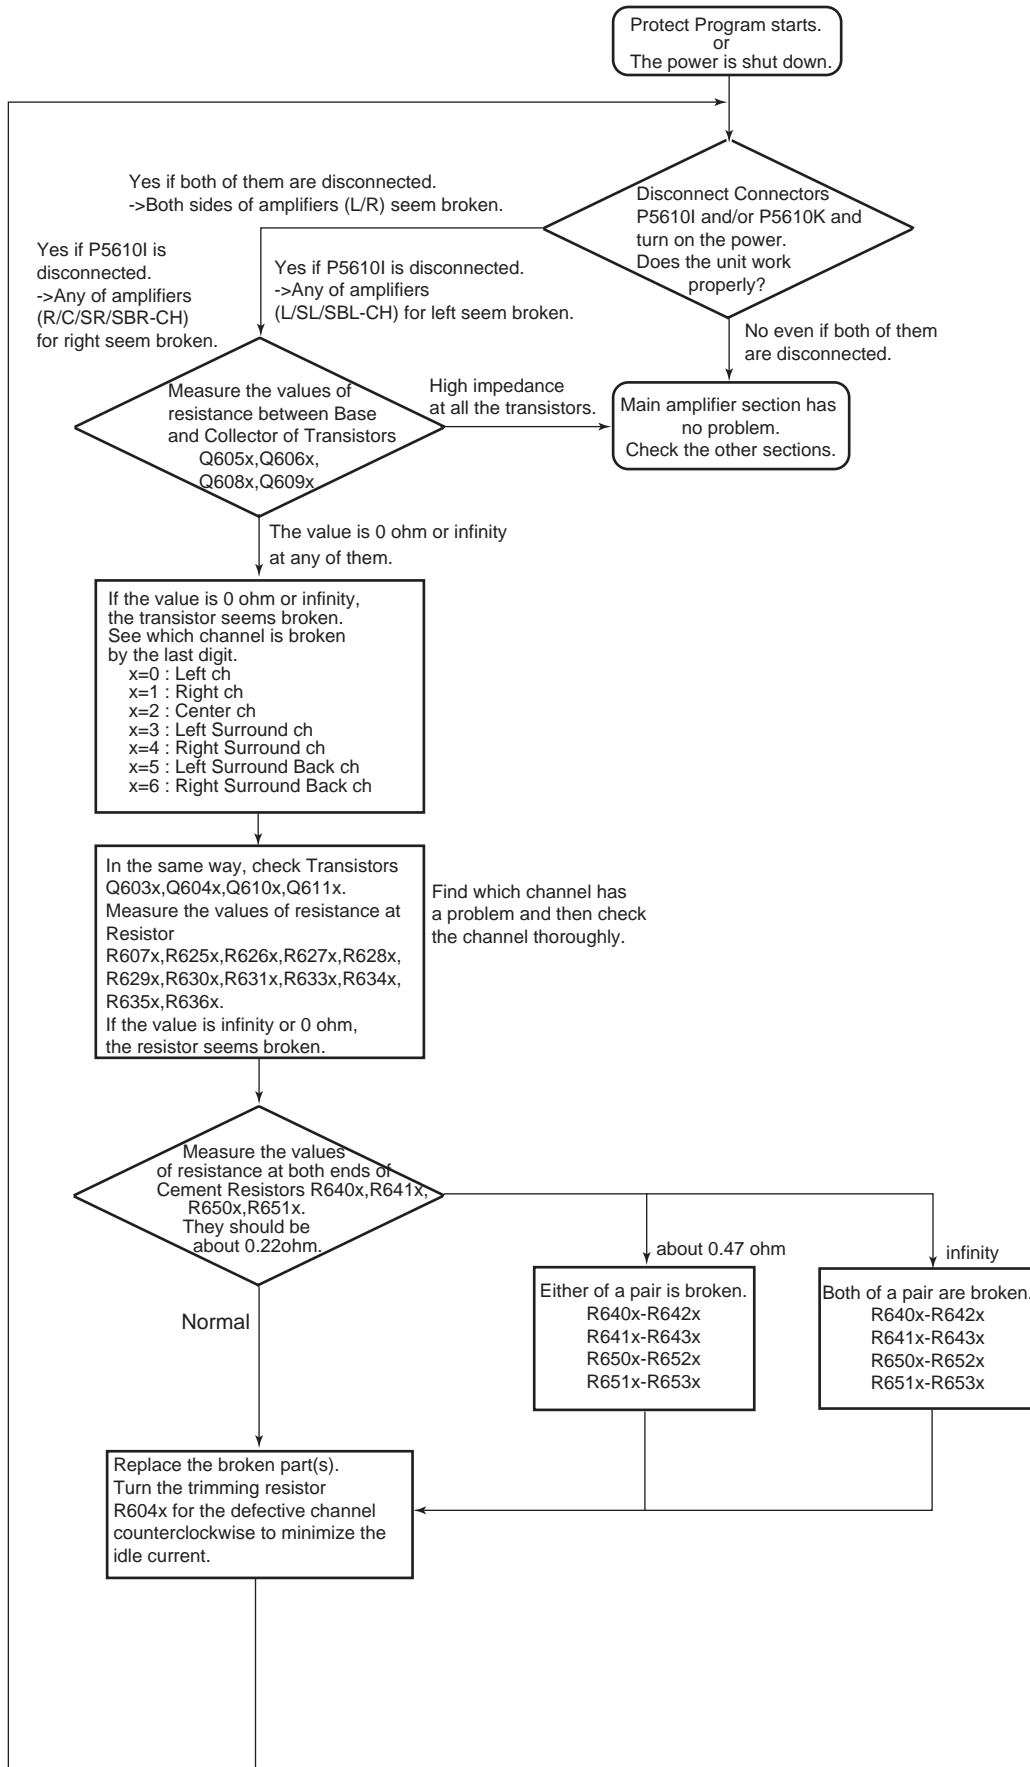 Protect Program starts.
or
The power is shut down.
Yes if both of them are disconnected.
->Both sides of amplifiers (L/R) seem broken.
Disconnect Connectors
P5610I and/or P5610K and
turn on the power.
Does the unit work
properly?
Yes if P5610I is
disconnected.
->Any of amplifiers
(R/C/SR/SBR-CH)
for right seem broken.
Yes if P5610I is disconnected.
->Any of amplifiers
(L/SL/SBL-CH) for left seem broken.
No even if both of them
are disconnected.
Measure the values of
resistance between Base
and Collector of Transistors
Q605x,Q606x,
Q608x,Q609x
High impedance
at all the transistors.
Main amplifier section has
no problem.
Check the other sections.
The value is 0 ohm or infinity
at any of them.
If the value is 0 ohm or infinity,
the transistor seems broken.
See which channel is broken
by the last digit.
x=0 : Left ch
x=1 : Right ch
x=2 : Center ch
x=3 : Left Surround ch
x=4 : Right Surround ch
x=5 : Left Surround Back ch
x=6 : Right Surround Back ch
In the same way, check Transistors
Q603x,Q604x,Q610x,Q611x.
Measure the values of resistance at
Resistor
R607x,R625x,R626x,R627x,R628x,
R629x,R630x,R631x,R633x,R634x,
R635x,R636x.
If the value is infinity or 0 ohm,
the resistor seems broken.
Find which channel has
a problem and then check
the channel thoroughly.
Measure the values
of resistance at both ends of
Cement Resistors R640x,R641x,
R650x,R651x.
They should be
about 0.22ohm.
about 0.47 ohm
infinity
Either of a pair is broken.
R640x-R642x
R641x-R643x
R650x-R652x
R651x-R653x
Both of a pair are broken.
R640x-R642x
R641x-R643x
R650x-R652x
R651x-R653x
Normal
Replace the broken part(s).
Turn the trimming resistor
R604x for the defective channel
counterclockwise to minimize the
idle current.